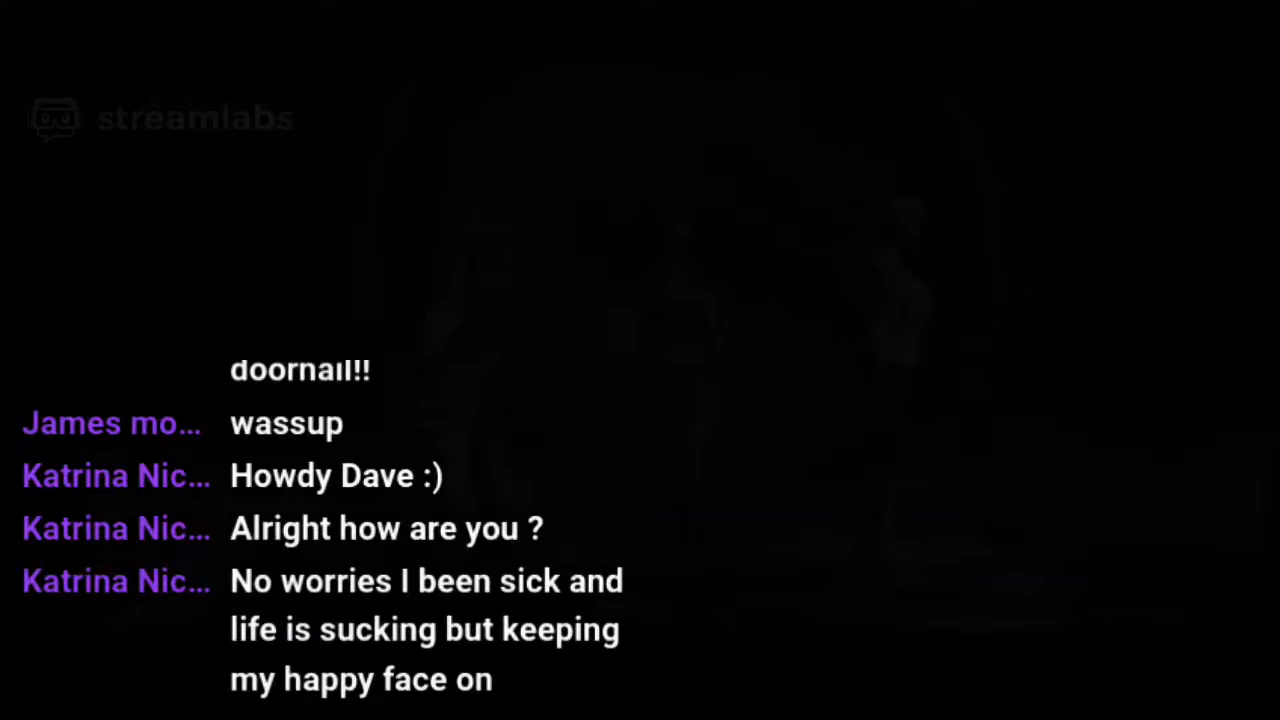 streamlabs
doornail!!
James mo... wassup
Katrina Nic... Howdy Dave :)
Katrina Nic... Alright how are you ?
Katrina Nic... No worries I been sick and
life is sucking but keeping
my happy face on